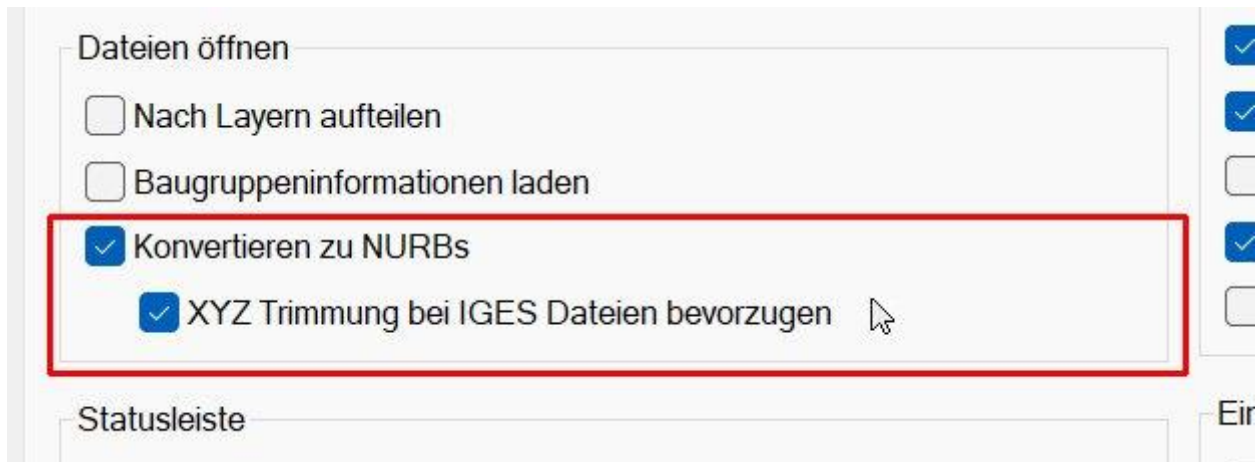 Dateien öffnen
Nach Layern aufteilen
Baugruppeninformationen laden
Konvertieren zu NURBs
XYZ Trimmung bei IGES Dateien bevorzugen
Statusleiste